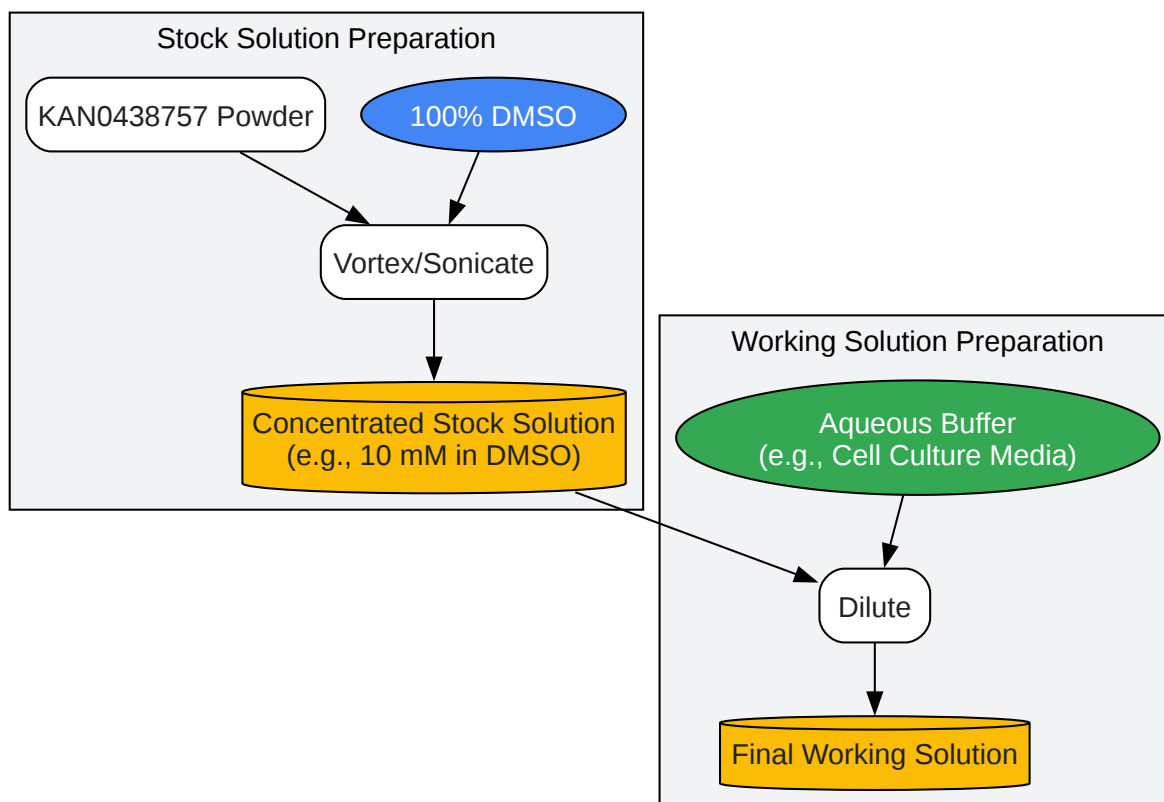 Stock Solution Preparation
KAN0438757 Powder
100% DMSO
Vortex/Sonicate
Concentrated Stock Solution
(e.g., 10 mM in DMSO)
Working Solution Preparation
Aqueous Buffer
(e.g., Cell Culture Media)
Dilute
Final Working Solution